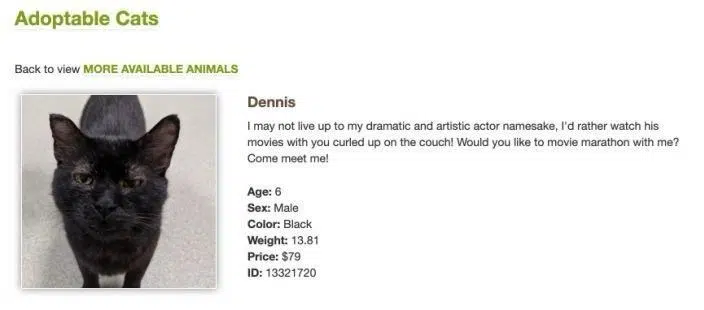 Adoptable Cats
Back to view MORE AVAILABLE ANIMALS
Dennis
I may not live up to my dramatic and artistic actor namesake, I'd rather watch his
movies with you curled up on the couch! Would you like to movie marathon with me?
Come meet me!
Age: 6
Sex: Male
Color: Black
Weight: 13.81
Price: $79
ID: 13321720